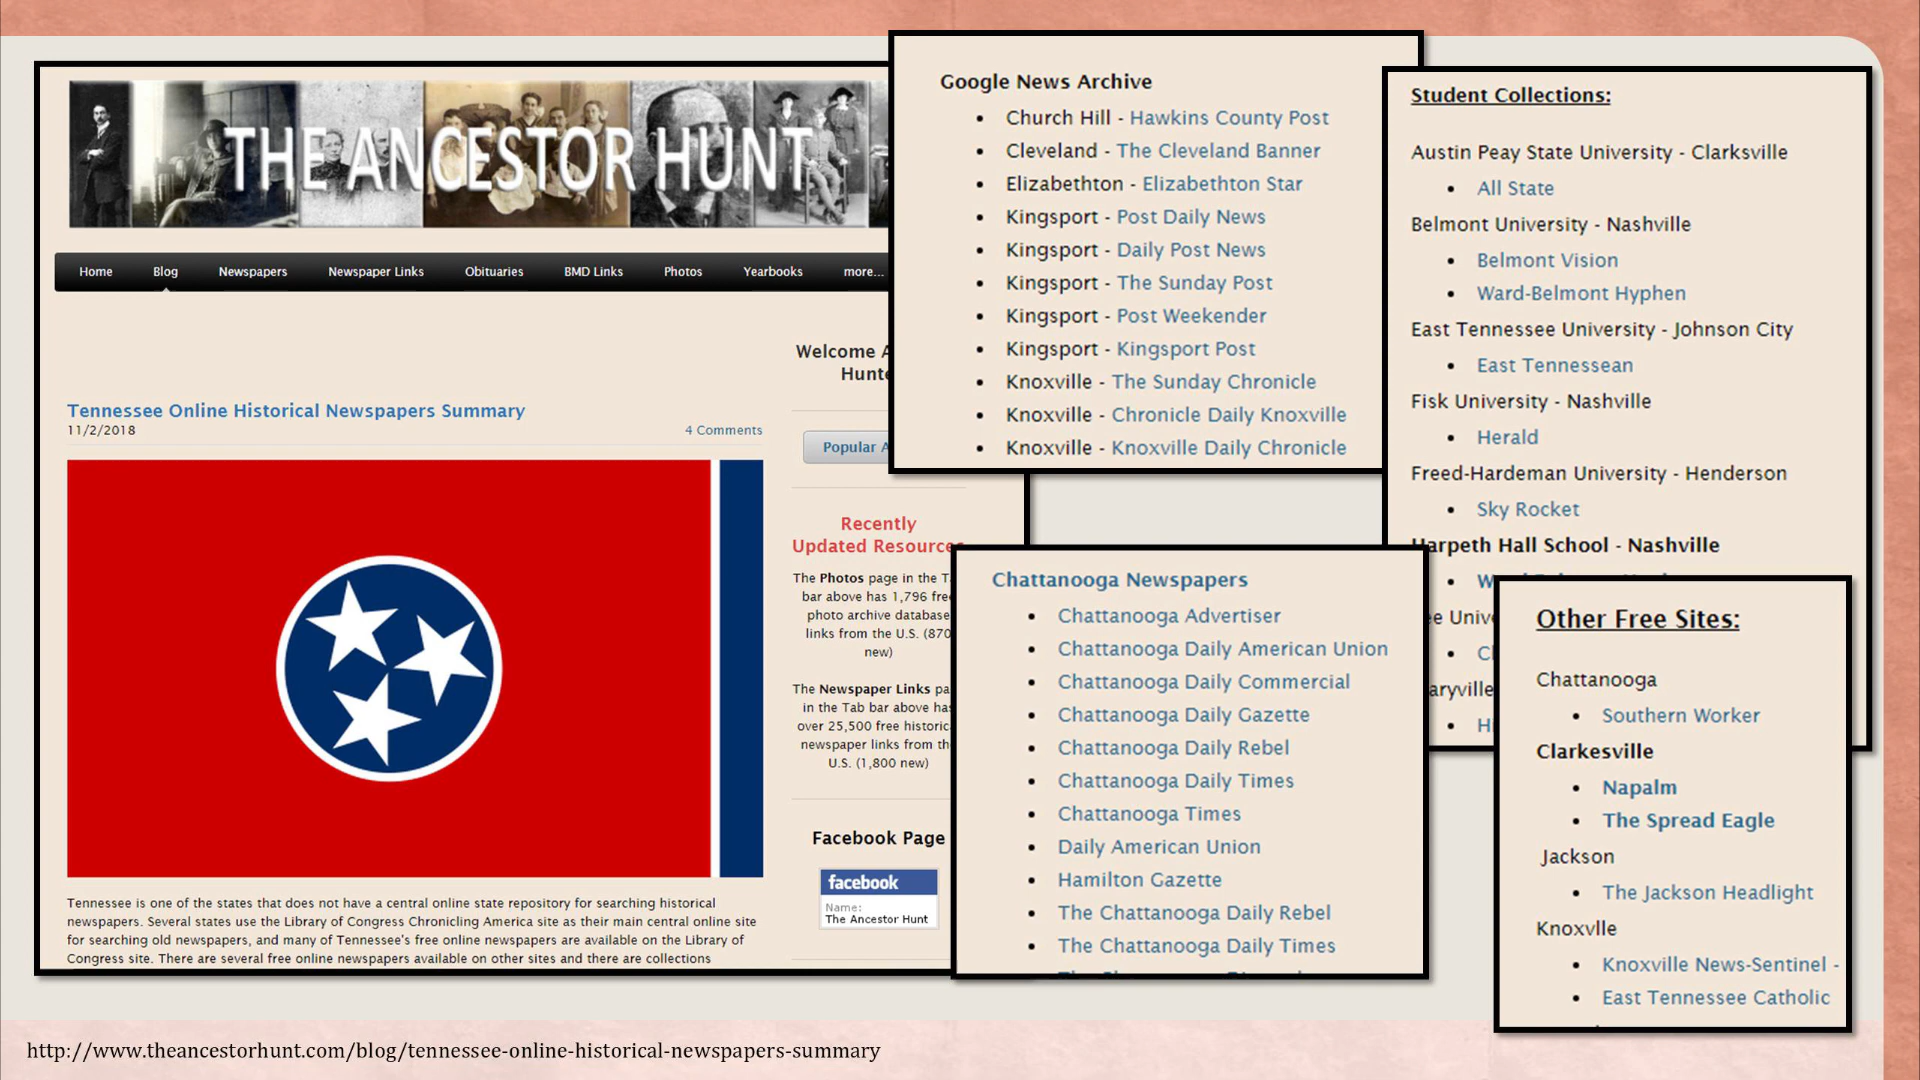 THE ANCESTOR HUNT
Home Blog Newspapers Newspaper Links Obituaries BMD Links Photos Yearbooks more...
Tennessee Online Historical Newspapers Summary
11/2/2018
4 Comments
Tennessee is one of the states that does not have a central online state repository for searching historical
newspapers. Several states use the Library of Congress Chronicling America site as their main central online site
for searching old newspapers, and many of Tennessee's free online newspapers are available on the Library of
Congress site. There are several free online newspapers available on other sites and there are collections
Welcome
Popular
Recently
Updated Resources
The Photos page in the
bar above has 1,796 free
photo archive database
links from the U.S. (870
new)
The Newspaper Links
in the Tab bar above has
over 25,500 free
newspaper links from the
U.S. (1,800 new)
Facebook Page
facebook
Name:
The Ancestor Hunt
Google News Archive
• Church Hill - Hawkins County Post
• Cleveland - The Cleveland Banner
• Elizabethton - Elizabethton Star
• Kingsport - Post Daily News
• Kingsport - Daily Post News
• Kingsport - The Sunday Post
• Kingsport - Post Weekender
• Kingsport - Kingsport Post
• Knoxville - The Sunday Chronicle
• Knoxville - Chronicle Daily Knoxville
• Knoxville - Knoxville Daily Chronicle
Student Collections:
Austin Peay State University - Clarksville
• All State
Belmont University - Nashville
• Belmont Vision
• Ward-Belmont Hyphen
East Tennessee University - Johnson City
• East Tennessean
Fisk University - Nashville
• Herald
Freed-Hardeman University - Henderson
• Sky Rocket
Harpeth Hall School - Nashville
Chattanooga Newspapers
• Chattanooga Advertiser
• Chattanooga Daily American Union
• Chattanooga Daily Commercial
• Chattanooga Daily Gazette
• Chattanooga Daily Rebel
• Chattanooga Daily Times
• Chattanooga Times
• Daily American Union
• Hamilton Gazette
• The Chattanooga Daily Rebel
• The Chattanooga Daily Times
Other Free Sites:
Chattanooga
• Southern Worker
Clarkesville
• Napalm
• The Spread Eagle
Jackson
• The Jackson Headlight
Knoxvlle
• Knoxville News-Sentinel -
• East Tennessee Catholic
http://www.theancestorhunt.com/blog/tennessee-online-historical-newspapers-summary